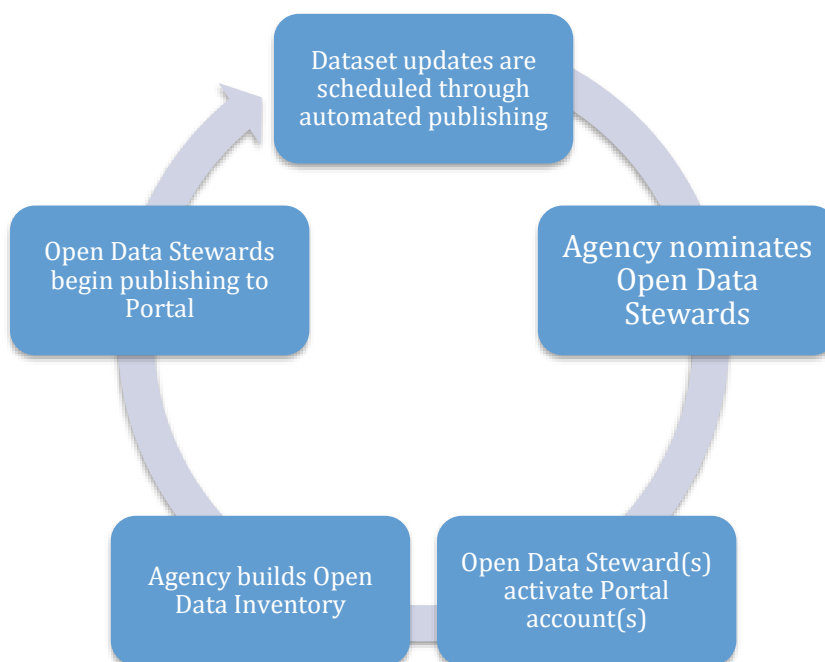 Dataset updates are
scheduled through
automated publishing
Agency nominates
Open Data
Stewards
Open Data Steward(s)
activate Portal
account(s)
Agency builds Open
Data Inventory
Open Data Stewards
begin publishing to
Portal